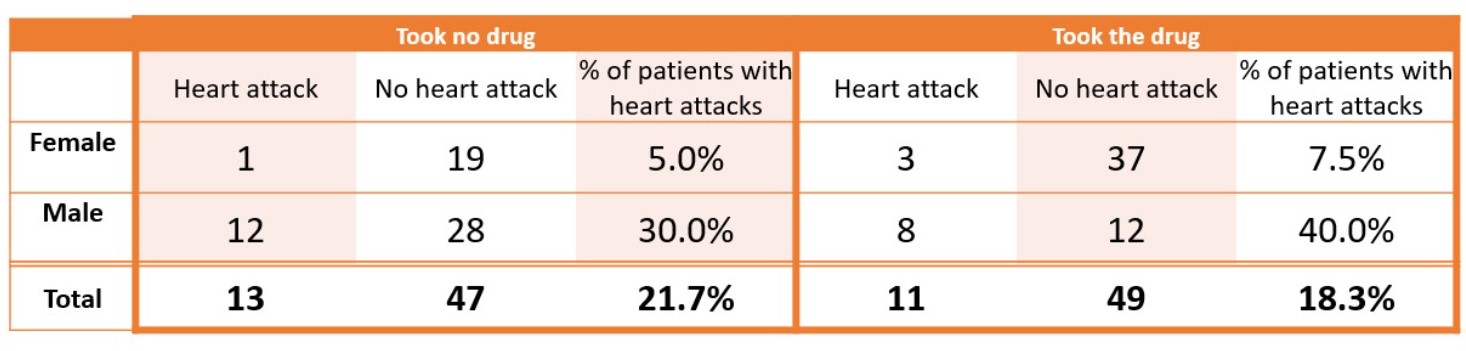 Took no drug Took the drug
Heart attack No heart attack % of patients with heart attacks Heart attack No heart attack % of patients with heart attacks
Female 1 19 5.0% 3 37 7.5%
Male 12 28 30.0% 8 12 40.0%
Total 13 47 21.7% 11 49 18.3%